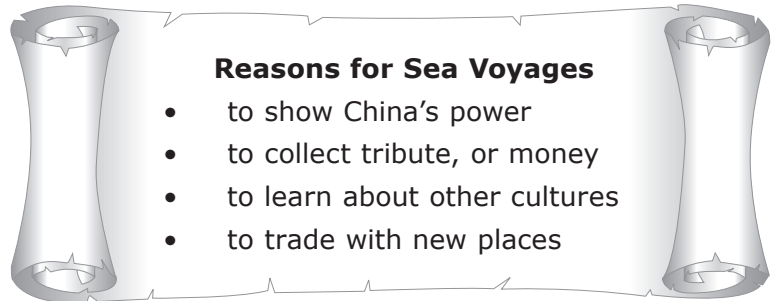 Reasons for Sea Voyages
• to show China’s power
• to collect tribute, or money
• to learn about other cultures
• to trade with new places